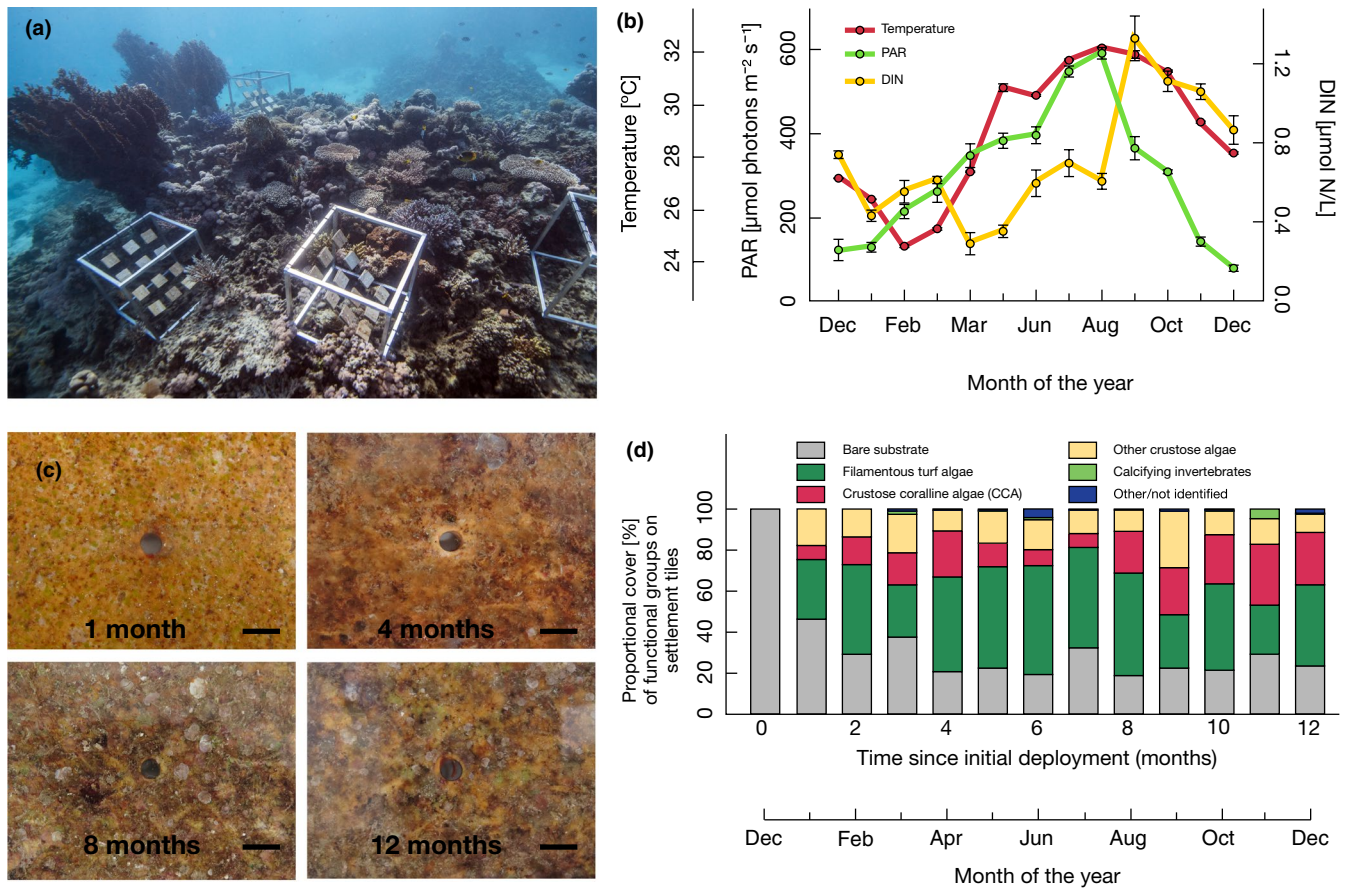 (a)
(b)
Temperature [ºC]
32
30
28
26
24
PAR [µmol photons m⁻² s⁻¹]
600
400
200
0
Temperature
PAR
DIN
1.2
0.8
0.4
0.0
DIN [µmol N/L]
Dec Feb Mar Jun Aug Oct Dec
Month of the year
(c)
1 month
4 months
8 months
12 months
(d)
Bare substrate
Filamentous turf algae
Crustose coralline algae (CCA)
Other crustose algae
Calcifying invertebrates
Other/not identified
Proportional cover [%]
of functional groups on
settlement tiles
100
80
60
40
20
0
0 2 4 6 8 10 12
Time since initial deployment (months)
Dec Feb Apr Jun Aug Oct Dec
Month of the year